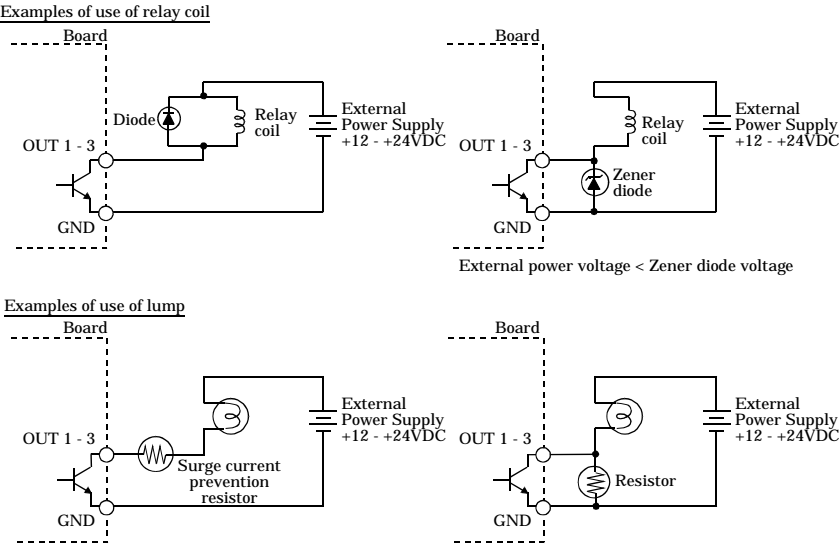 Examples of use of relay coil
Board
Diode
Relay
coil
External
Power Supply
+12 - +24VDC
OUT 1 - 3
GND
Board
Relay
coil
External
Power Supply
+12 - +24VDC
OUT 1 - 3
Zener
diode
GND
External power voltage < Zener diode voltage
Examples of use of lump
Board
External
Power Supply
+12 - +24VDC
OUT 1 - 3
Surge current
prevention
resistor
GND
Board
External
Power Supply
+12 - +24VDC
OUT 1 - 3
Resistor
GND